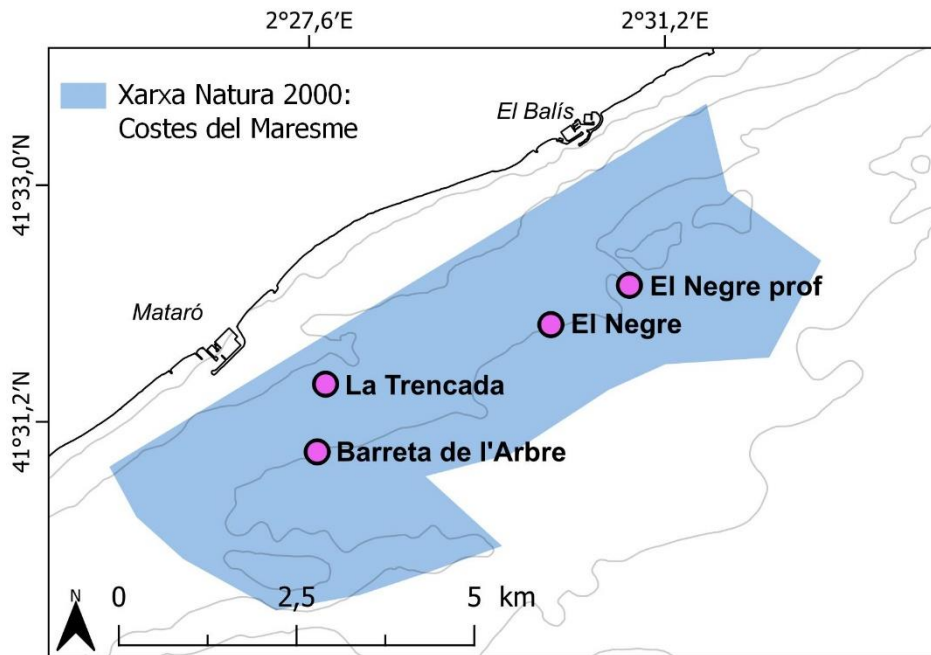 2°27,6’E
2°31,2’E
Xarxa Natura 2000:
Costes del Maresme
El Balís
41°33,0’N
El Negre prof
El Negre
Mataró
La Trencada
41°31,2’N
Barreta de l'Arbre
N
0
2,5
5 km